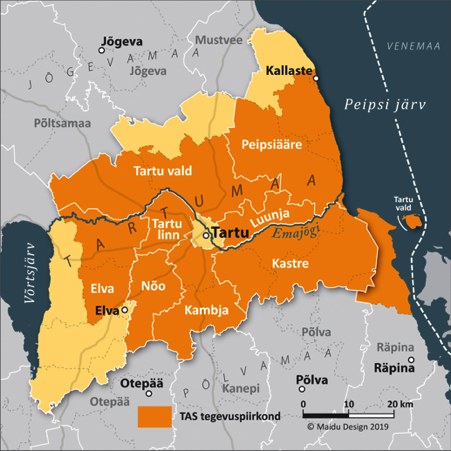 Mustvee
VENEMAA
Jõgeva
JÕGEVAMAA
Jõgeva
Kallaste
Peipsi järv
Põltsamaa
Peipsiääre
Tartu vald
TARTUMAA
Tartu
vald
Luunja
Tartu
linn
Tartu
Emajõgi
Võrtsjärv
Kastre
Elva
Nõo
Elva
Kambja
Põlva
Räpina
PÕLVAMAA
Räpina
Otepää
Kanepi
Põlva
Otepää
TAS tegevuspiirkond
0 10 20 km
© Maidu Design 2019